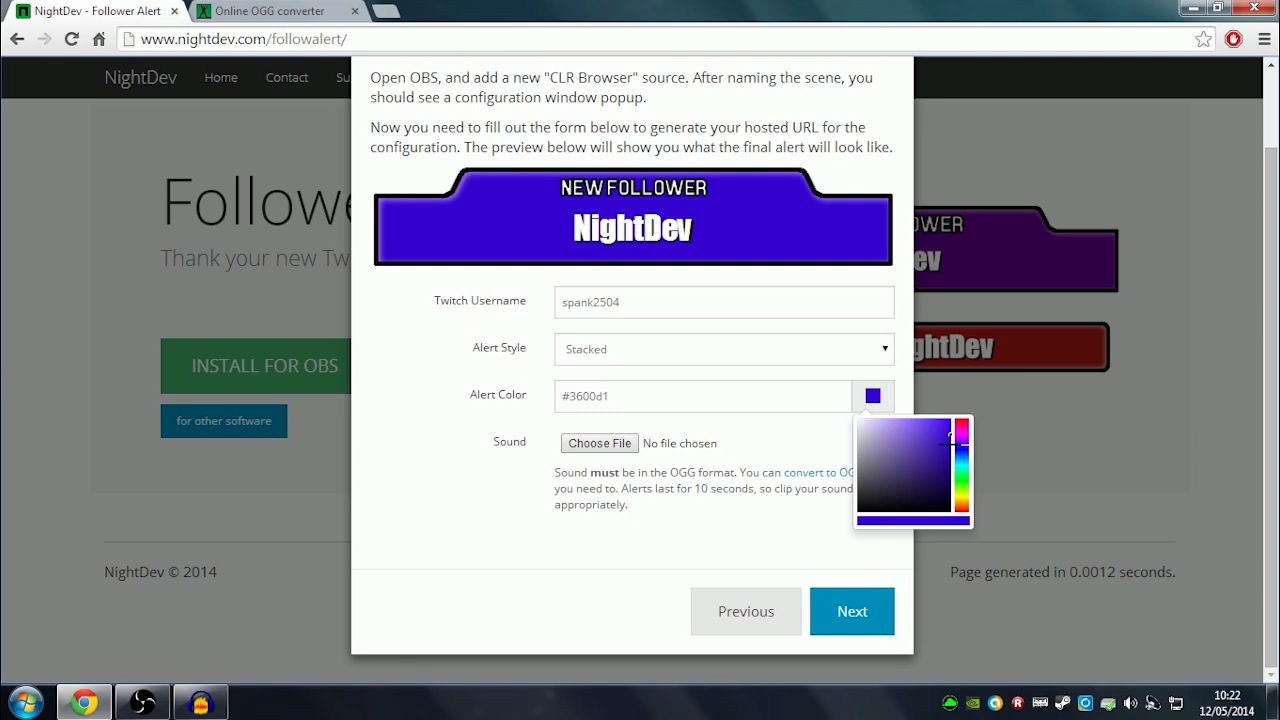 NightDev - Follower Alert
Online OGG converter
www.nightdev.com/followalert/
NightDev Home Contact Su
Open OBS, and add a new "CLR Browser" source. After naming the scene, you
should see a configuration window popup.
Now you need to fill out the form below to generate your hosted URL for the
configuration. The preview below will show you what the final alert will look like.
NEW FOLLOWER
NightDev
Followe
Thank your new Tw
INSTALL FOR OBS
for other software
OWER
ev
ghtDev
Twitch Username spank2504
Alert Style Stacked
Alert Color #3600d1
Sound Choose File No file chosen
Sound must be in the OGG format. You can convert to OG
you need to. Alerts last for 10 seconds, so clip your sound
appropriately.
NightDev © 2014
Page generated in 0.0012 seconds.
Previous Next
10:22
12/05/2014